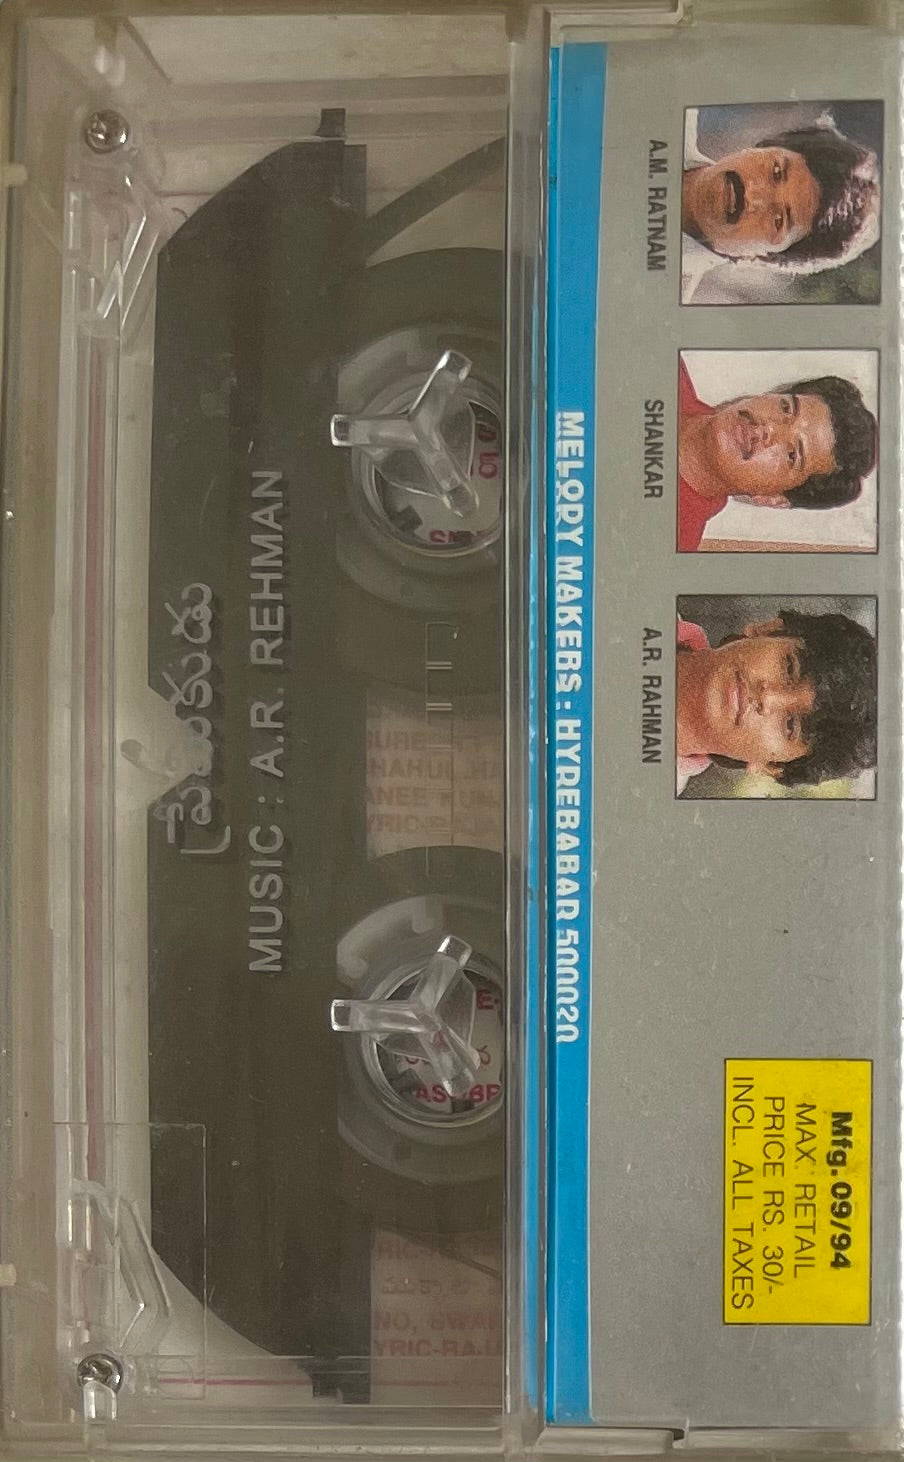 A.M. RATNAM
SHANKAR
A.R. RAHMAN
Mfg. 09/94
MAX. RETAIL
PRICE RS. 30/-
INCL. ALL TAXES
MELODY MAKERS : HYDERABAD 500020
MUSIC : A.R. REHMAN
ప్రేమికుడు